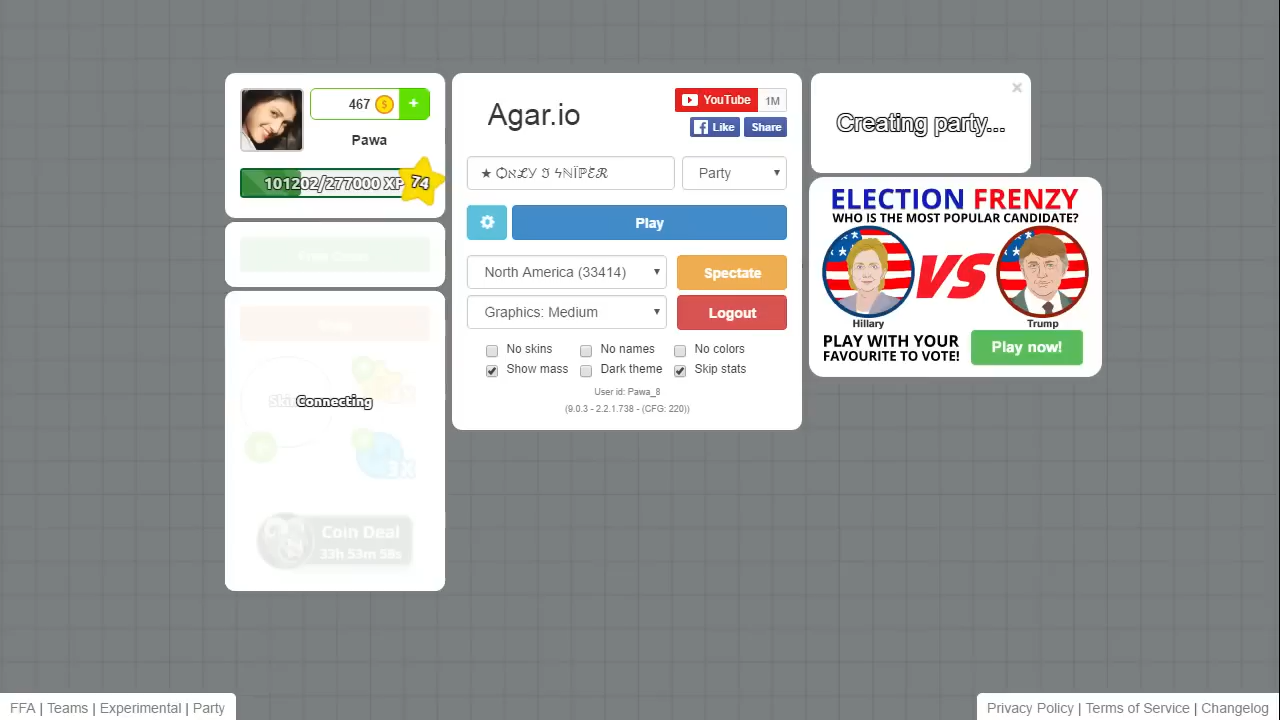 467
+
Pawa
101202/277000 XP
74
Connecting
Coin Deal
33h 53m 58s
Agar.io
YouTube
1M
Like
Share
Party
Play
North America (33414)
Spectate
Graphics: Medium
Logout
No skins
No names
No colors
Show mass
Dark theme
Skip stats
User id: Pawa_8
(9.0.3 - 2.2.1.738 - (CFG: 220))
×
Creating party...
ELECTION FRENZY
WHO IS THE MOST POPULAR CANDIDATE?
VS
Hillary
Trump
PLAY WITH YOUR
FAVOURITE TO VOTE!
Play now!
FFA | Teams | Experimental | Party
Privacy Policy | Terms of Service | Changelog